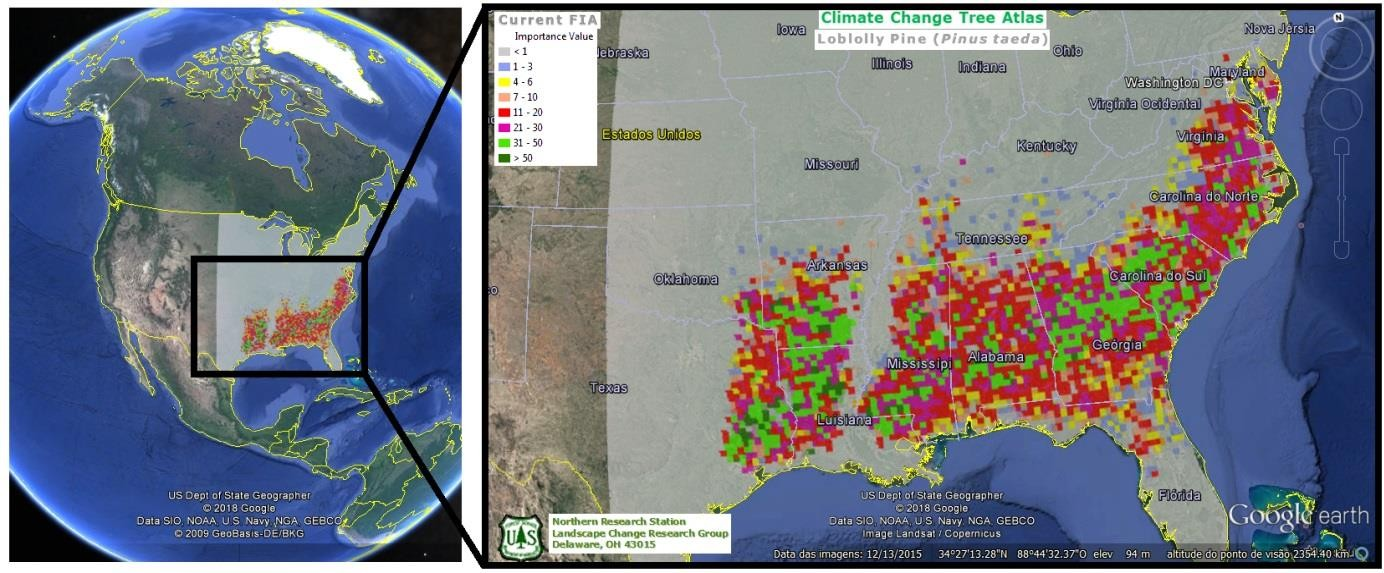 US Dept of State Geographer
© 2018 Google
Data SIO, NOAA, U.S. Navy, NGA, GEBCO
© 2009 GeoBasis-DE/BKG
Current FIA
Importance Value
< 1
1 - 3
4 - 6
7 - 10
11 - 20
21 - 30
31 - 50
> 50
Climate Change Tree Atlas
Loblolly Pine (Pinus taeda)
N
Iowa
Nova Jérsia
ebraska
Ohio
Illinois
Indiana
Maryland
Washington DC
Virgínia Ocidental
Estados Unidos
Virgínia
Kentucky
Missouri
Carolina do Norte
Tennessee
Arkansas
Oklahoma
Carolina do Sul
Geórgia
Mississipi
Alabama
Texas
Luisiana
Flórida
US Dept of State Geographer
© 2018 Google
Data SIO, NOAA, U.S. Navy, NGA, GEBCO
Image Landsat / Copernicus
Google earth
UAS
Northern Research Station
Landscape Change Research Group
Delaware, OH 43015
Data das imagens: 12/13/2015 34°27'13.28"N 88°44'32.37"O elev 94 m altitude do ponto de visão 2354.40 km